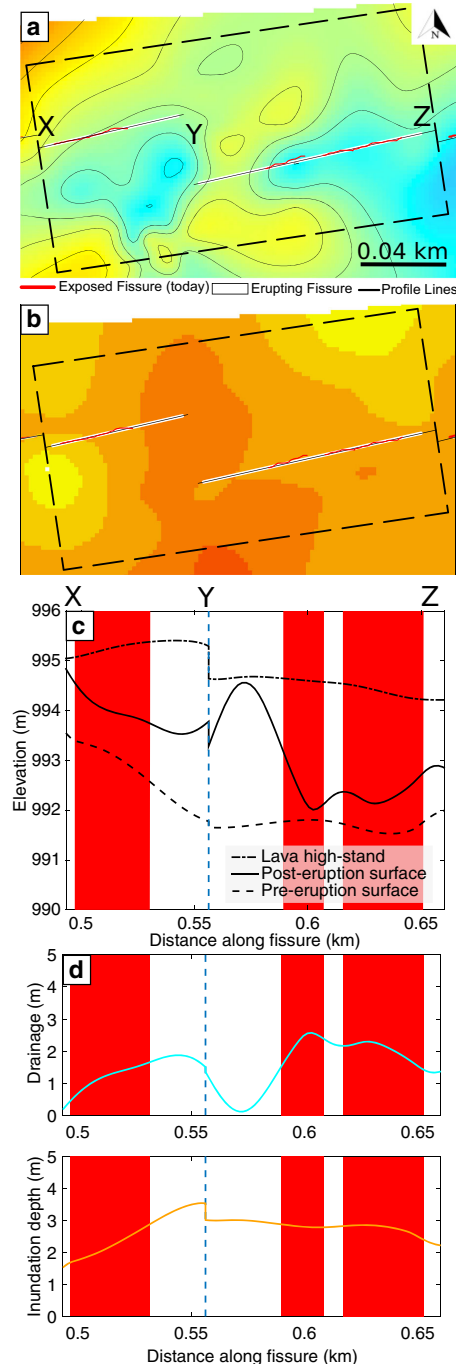 a
N
X
Y
Z
0.04 km
Exposed Fissure (today) Erupting Fissure Profile Lines
b
X Y Z
c
996
995
994
993
992
991
990
Elevation (m)
Lava high-stand
Post-eruption surface
Pre-eruption surface
0.5 0.55 0.6 0.65
Distance along fissure (km)
d
5
4
3
2
1
0
Drainage (m)
0.5 0.55 0.6 0.65
5
4
3
2
1
0
Inundation depth (m)
0.5 0.55 0.6 0.65
Distance along fissure (km)